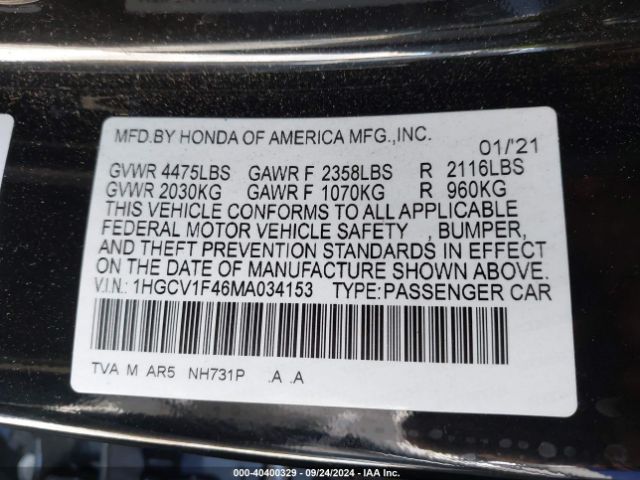 MFD.BY HONDA OF AMERICA MFG.,INC. 01/'21
GVWR 4475LBS GAWR F 2358LBS R 2116LBS
GVWR 2030KG GAWR F 1070KG R 960KG
THIS VEHICLE CONFORMS TO ALL APPLICABLE
FEDERAL MOTOR VEHICLE SAFETY , BUMPER,
AND THEFT PREVENTION STANDARDS IN EFFECT
ON THE DATE OF MANUFACTURE SHOWN ABOVE.
V.I.N.: 1HGCV1F46MA034153 TYPE:PASSENGER CAR
TVA M AR5 NH731P .A .A
000-40400329 - 09/24/2024 - IAA Inc.